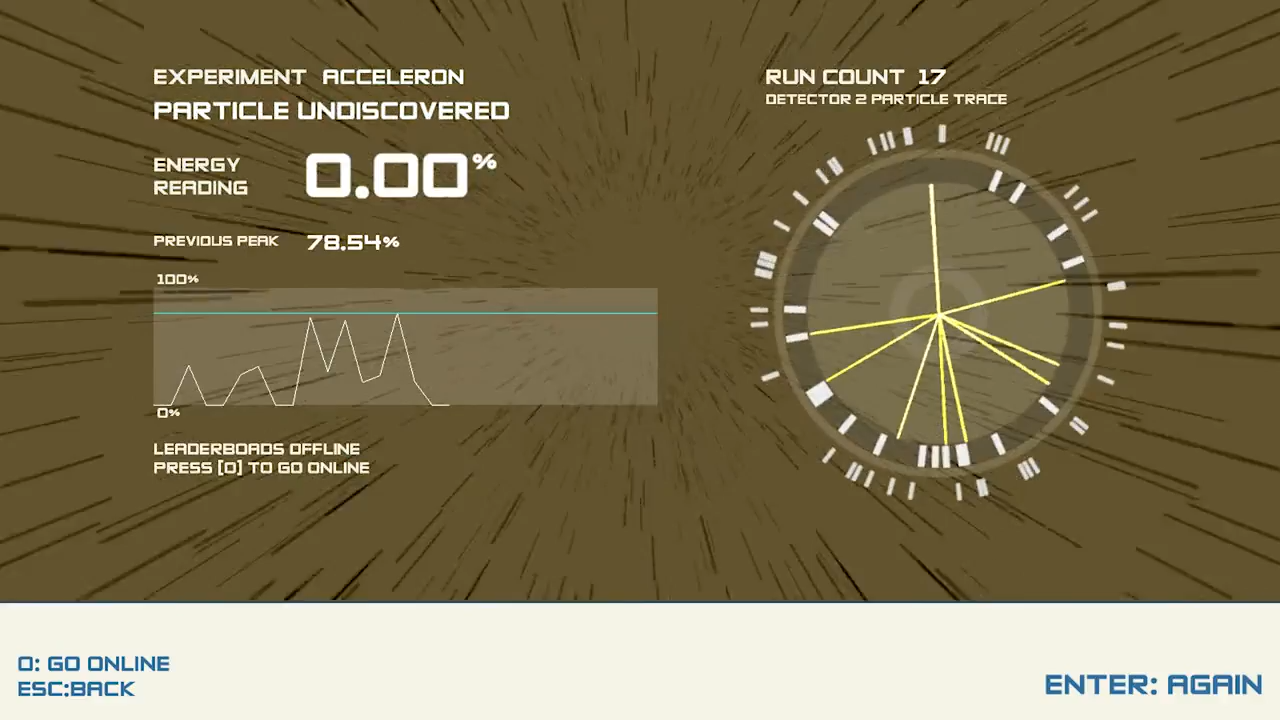 EXPERIMENT ACCELERON
PARTICLE UNDISCOVERED
ENERGY READING 0.00%
PREVIOUS PEAK 78.54%
100%
0%
LEADERBOARDS OFFLINE
PRESS [O] TO GO ONLINE
RUN COUNT 17
DETECTOR 2 PARTICLE TRACE
O: GO ONLINE
ESC:BACK
ENTER: AGAIN